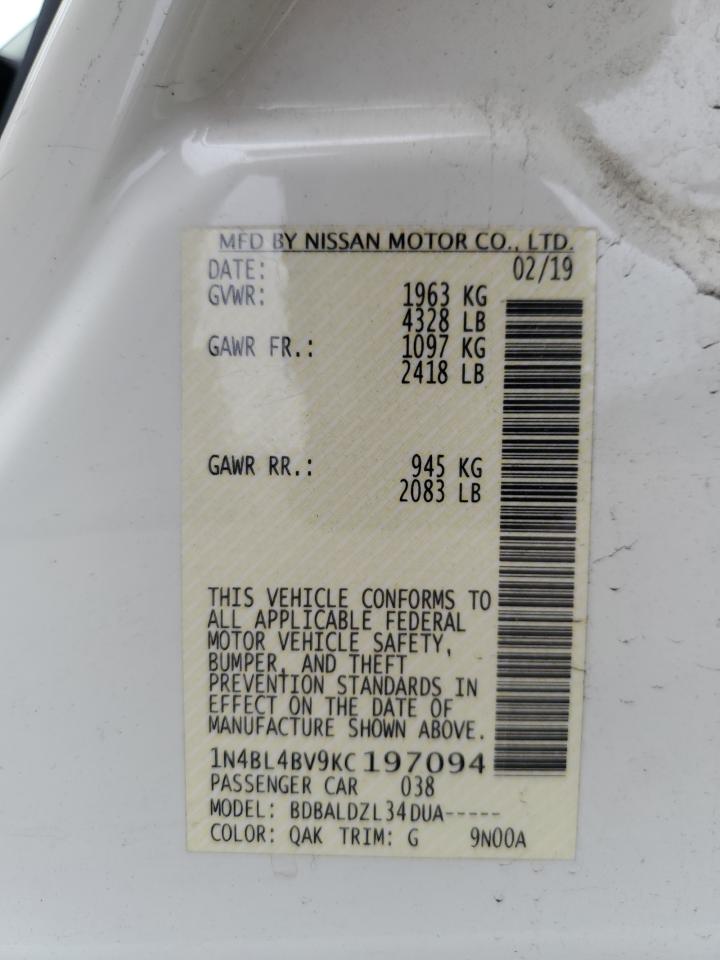 MFD BY NISSAN MOTOR CO., LTD.
DATE: 02/19
GVWR: 1963 KG
4328 LB
GAWR FR.: 1097 KG
2418 LB
GAWR RR.: 945 KG
2083 LB
THIS VEHICLE CONFORMS TO
ALL APPLICABLE FEDERAL
MOTOR VEHICLE SAFETY,
BUMPER, AND THEFT
PREVENTION STANDARDS IN
EFFECT ON THE DATE OF
MANUFACTURE SHOWN ABOVE.
1N4BL4BV9KC197094
PASSENGER CAR 038
MODEL: BDBALDZL34DUA-----
COLOR: QAK TRIM: G 9N00A